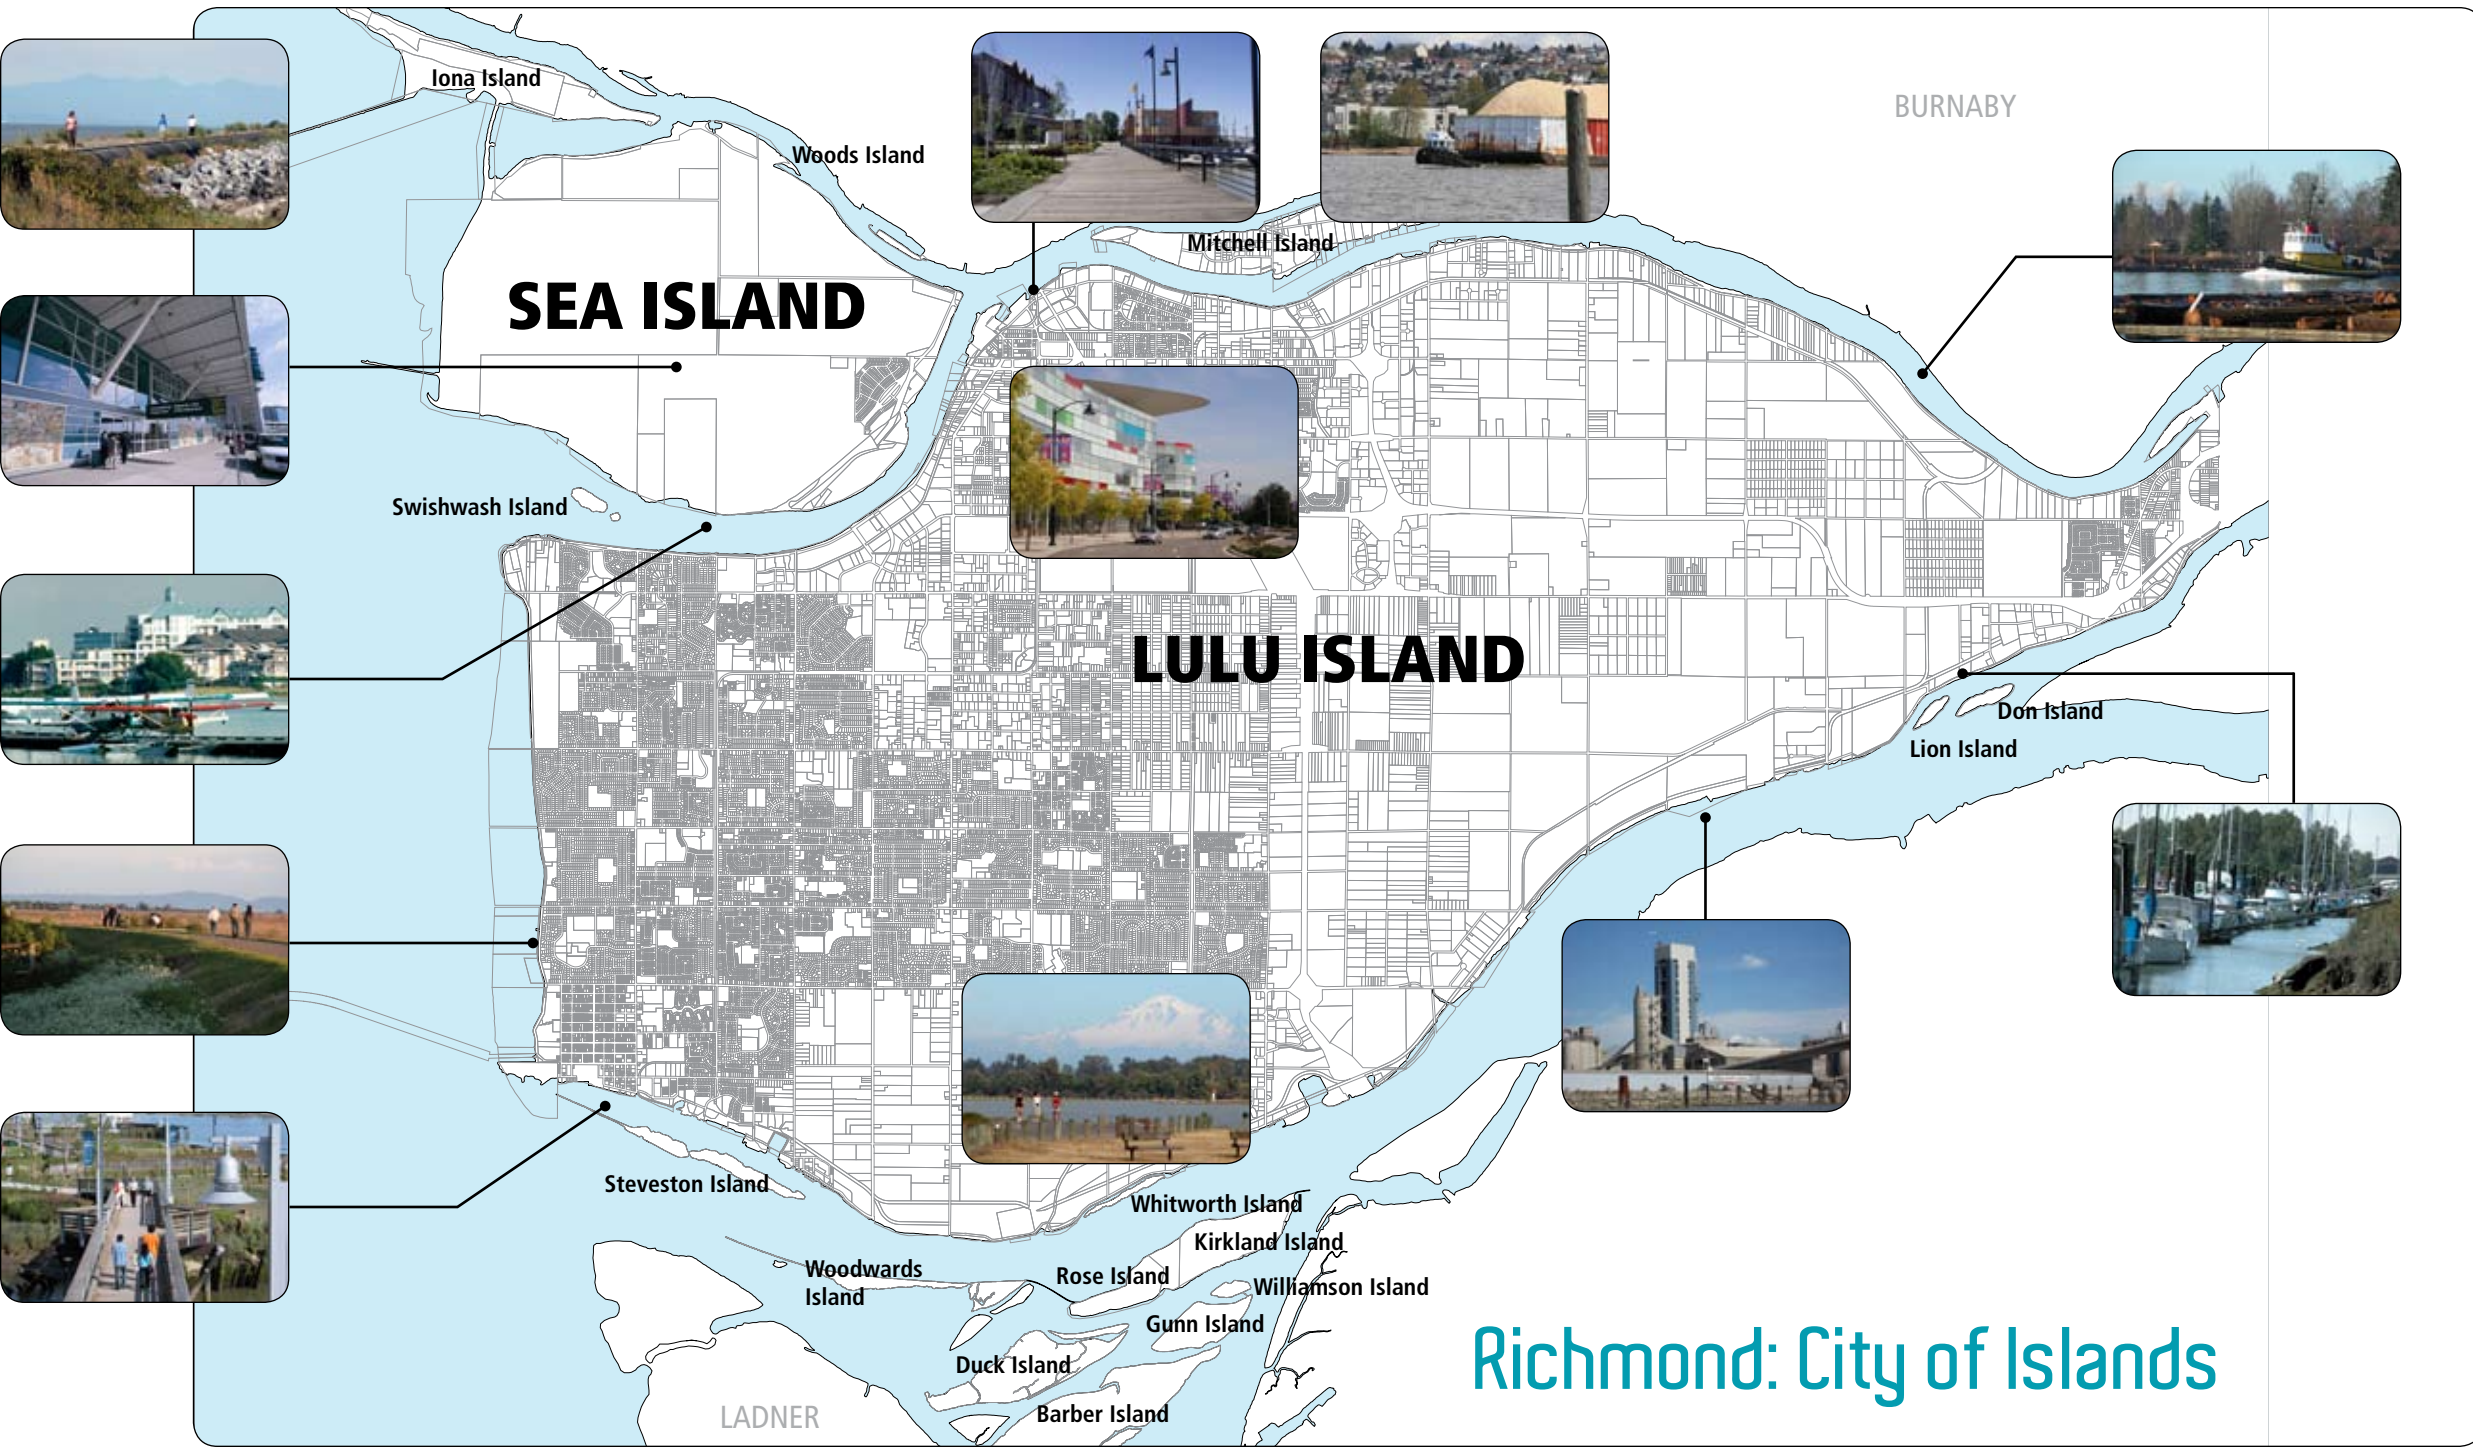 Iona Island
BURNABY
Woods Island
Mitchell Island
SEA ISLAND
Swishwash Island
LULU ISLAND
Don Island
Lion Island
Steveston Island
Whitworth Island
Kirkland Island
Woodwards
Island
Rose Island
Williamson Island
Gunn Island
Duck Island
Barber Island
LADNER
Richmond: City of Islands